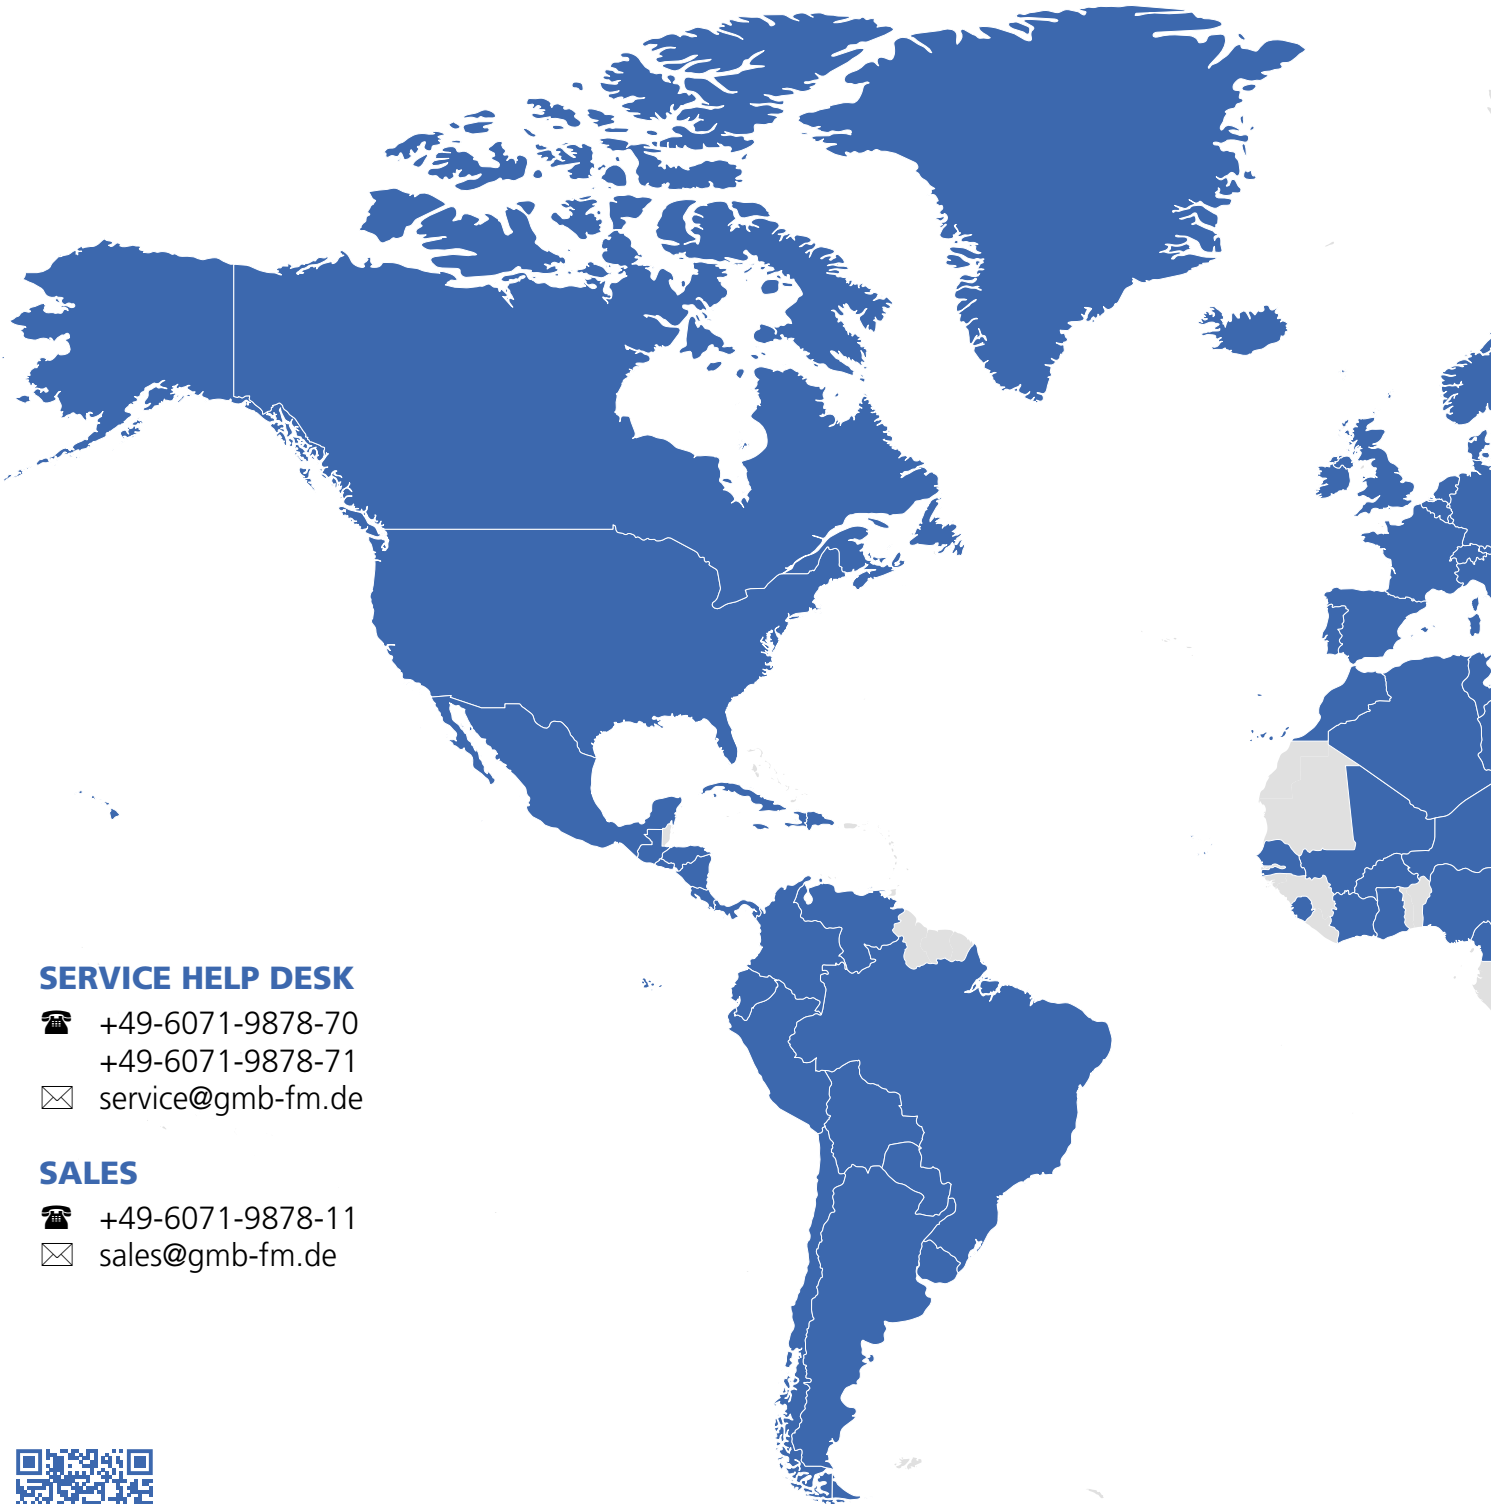 SERVICE HELP DESK
☎ +49-6071-9878-70
+49-6071-9878-71
✉ service@gmb-fm.de
SALES
☎ +49-6071-9878-11
✉ sales@gmb-fm.de